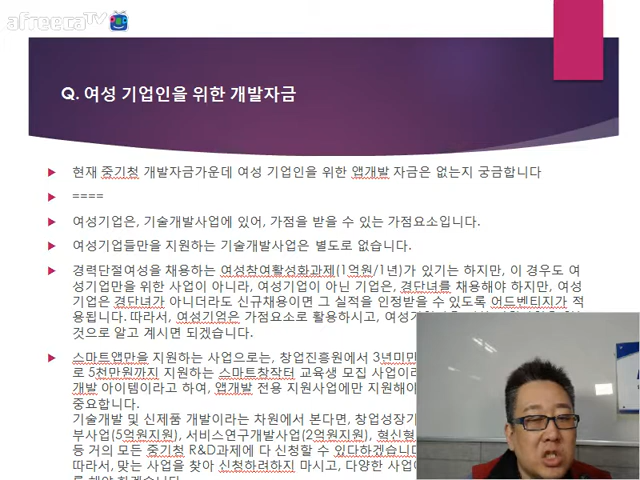 afreecaTV
Q. 여성 기업인을 위한 개발자금
현재 중기청 개발자금가운데 여성 기업인을 위한 앱개발 자금은 없는지 궁금합니다
====
여성기업은, 기술개발사업에 있어, 가점을 받을 수 있는 가점요소입니다.
여성기업들만을 지원하는 기술개발사업은 별도로 없습니다.
경력단절여성을 채용하는 여성참여활성화과제(1억원/1년)가 있기는 하지만, 이 경우도 여
성기업만을 위한 사업이 아니라, 여성기업이 아닌 기업은, 경단녀를 채용해야 하지만, 여성
기업은 경단녀가 아니더라도 신규채용이면 그 실적을 인정받을 수 있도록 어드벤티지가 적
용됩니다. 따라서, 여성기업은 가점요소로 활용하시고,
것으로 알고 계시면 되겠습니다.
스마트앱만을 지원하는 사업으로는, 창업진흥원에서 3년미만
로 5천만원까지 지원하는 스마트창작터 교육생 모집 사업이
개발 아이템이라고 하여, 앱개발 전용 지원사업에만 지원해야
중요합니다.
기술개발 및 신제품 개발이라는 차원에서 본다면, 창업성장기
부사업(5억원지원), 서비스연구개발사업(2억원지원), 혁신형
등 거의 모든 중기청 R&D과제에 다 신청할 수 있다하겠습니다
따라서, 맞는 사업을 찾아 신청하려하지 마시고, 다양한 사업